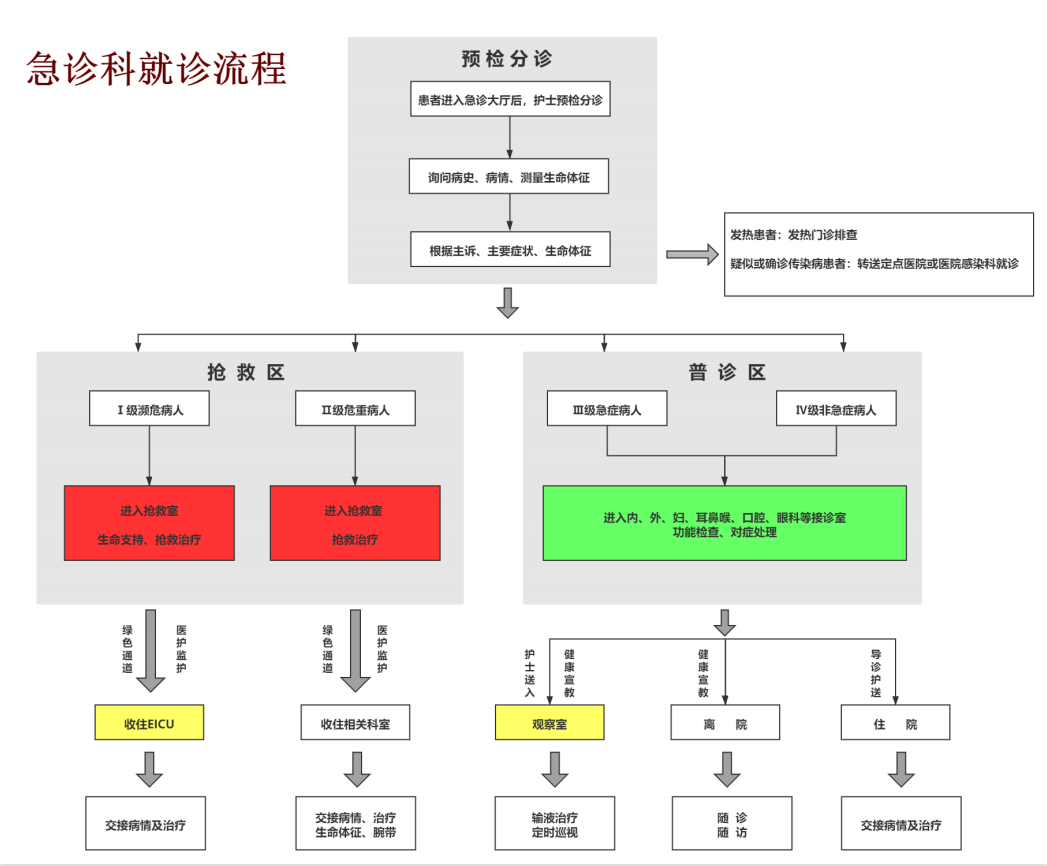 急诊科就诊流程
预检分诊
患者进入急诊大厅后，护士预检分诊
询问病史、病情、测量生命体征
根据主诉、主要症状、生命体征
发热患者：发热门诊排查
疑似或确诊传染病患者：转送定点医院或医院感染科就诊
抢救区
Ⅰ级濒危病人
Ⅱ级危重病人
进入抢救室
生命支持、抢救治疗
进入抢救室
抢救治疗
普诊区
Ⅲ级急症病人
Ⅳ级非急症病人
进入内、外、妇、耳鼻喉、口腔、眼科等接诊室
功能检查、对症处理
绿色通道
医护监护
绿色通道
医护监护
护士送入
健康宣教
健康宣教
导诊护送
收住EICU
收住相关科室
观察室
离 院
住 院
交接病情及治疗
交接病情、治疗
生命体征、腕带
输液治疗
定时巡视
随 诊
随 访
交接病情及治疗